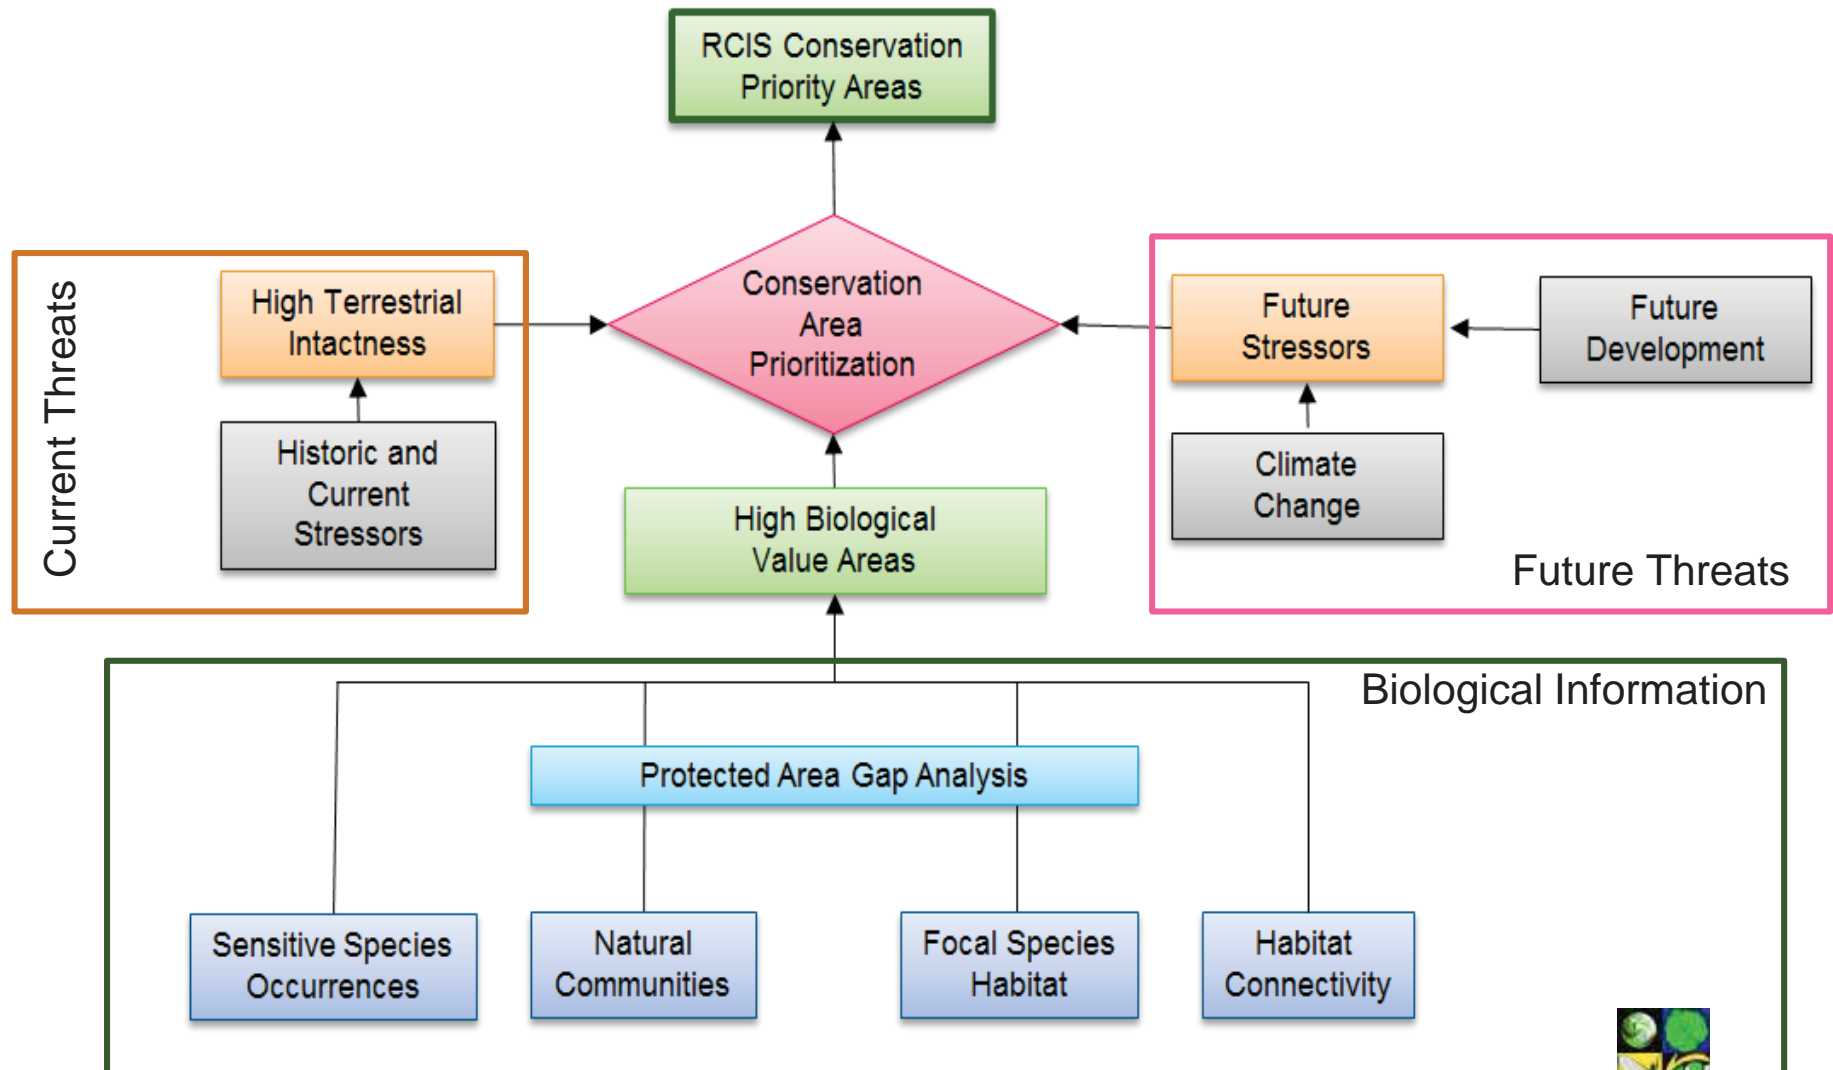 RCIS Conservation
Priority Areas
Current Threats
High Terrestrial
Intactness
Historic and
Current
Stressors
Conservation
Area
Prioritization
High Biological
Value Areas
Future
Stressors
Future
Development
Climate
Change
Future Threats
Biological Information
Protected Area Gap Analysis
Sensitive Species
Occurrences
Natural
Communities
Focal Species
Habitat
Habitat
Connectivity